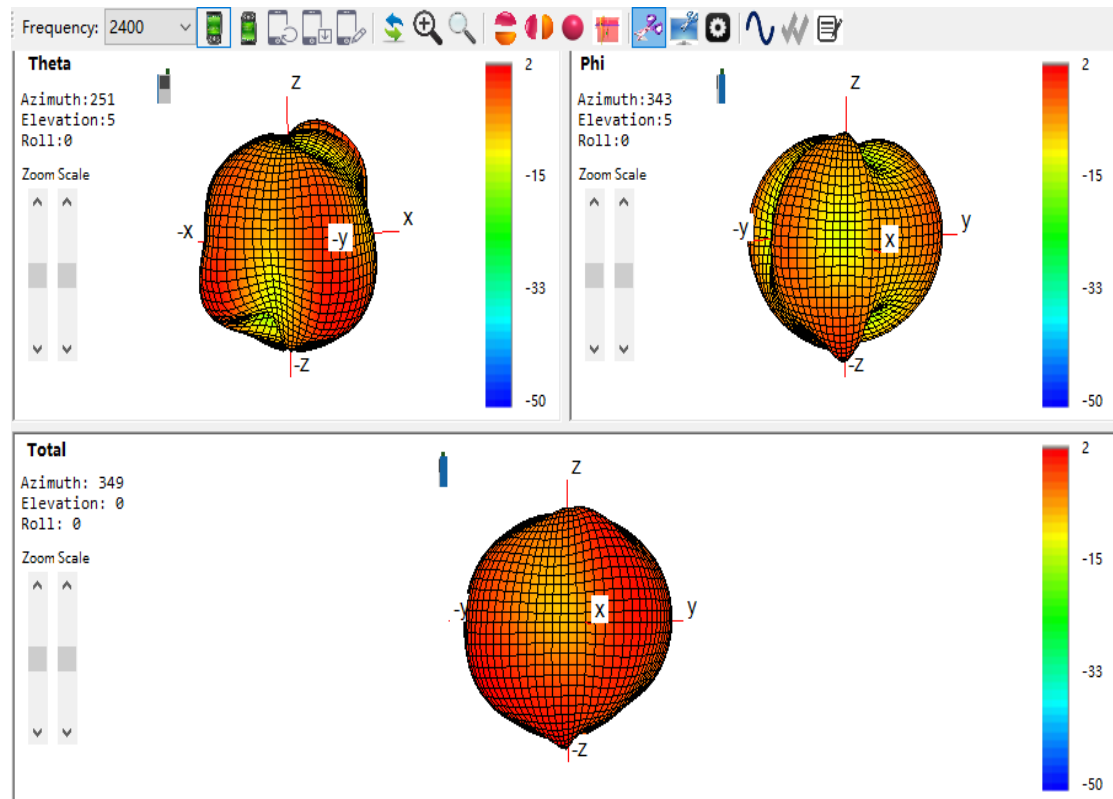 Frequency: 2400
Theta
Azimuth:251
Elevation:5
Roll:0
Zoom Scale
z
-x
-y
x
-z
2
-15
-33
-50
Phi
Azimuth:343
Elevation:5
Roll:0
Zoom Scale
z
-y
x
y
-z
2
-15
-33
-50
Total
Azimuth: 349
Elevation: 0
Roll: 0
Zoom Scale
z
-y
x
y
-z
2
-15
-33
-50